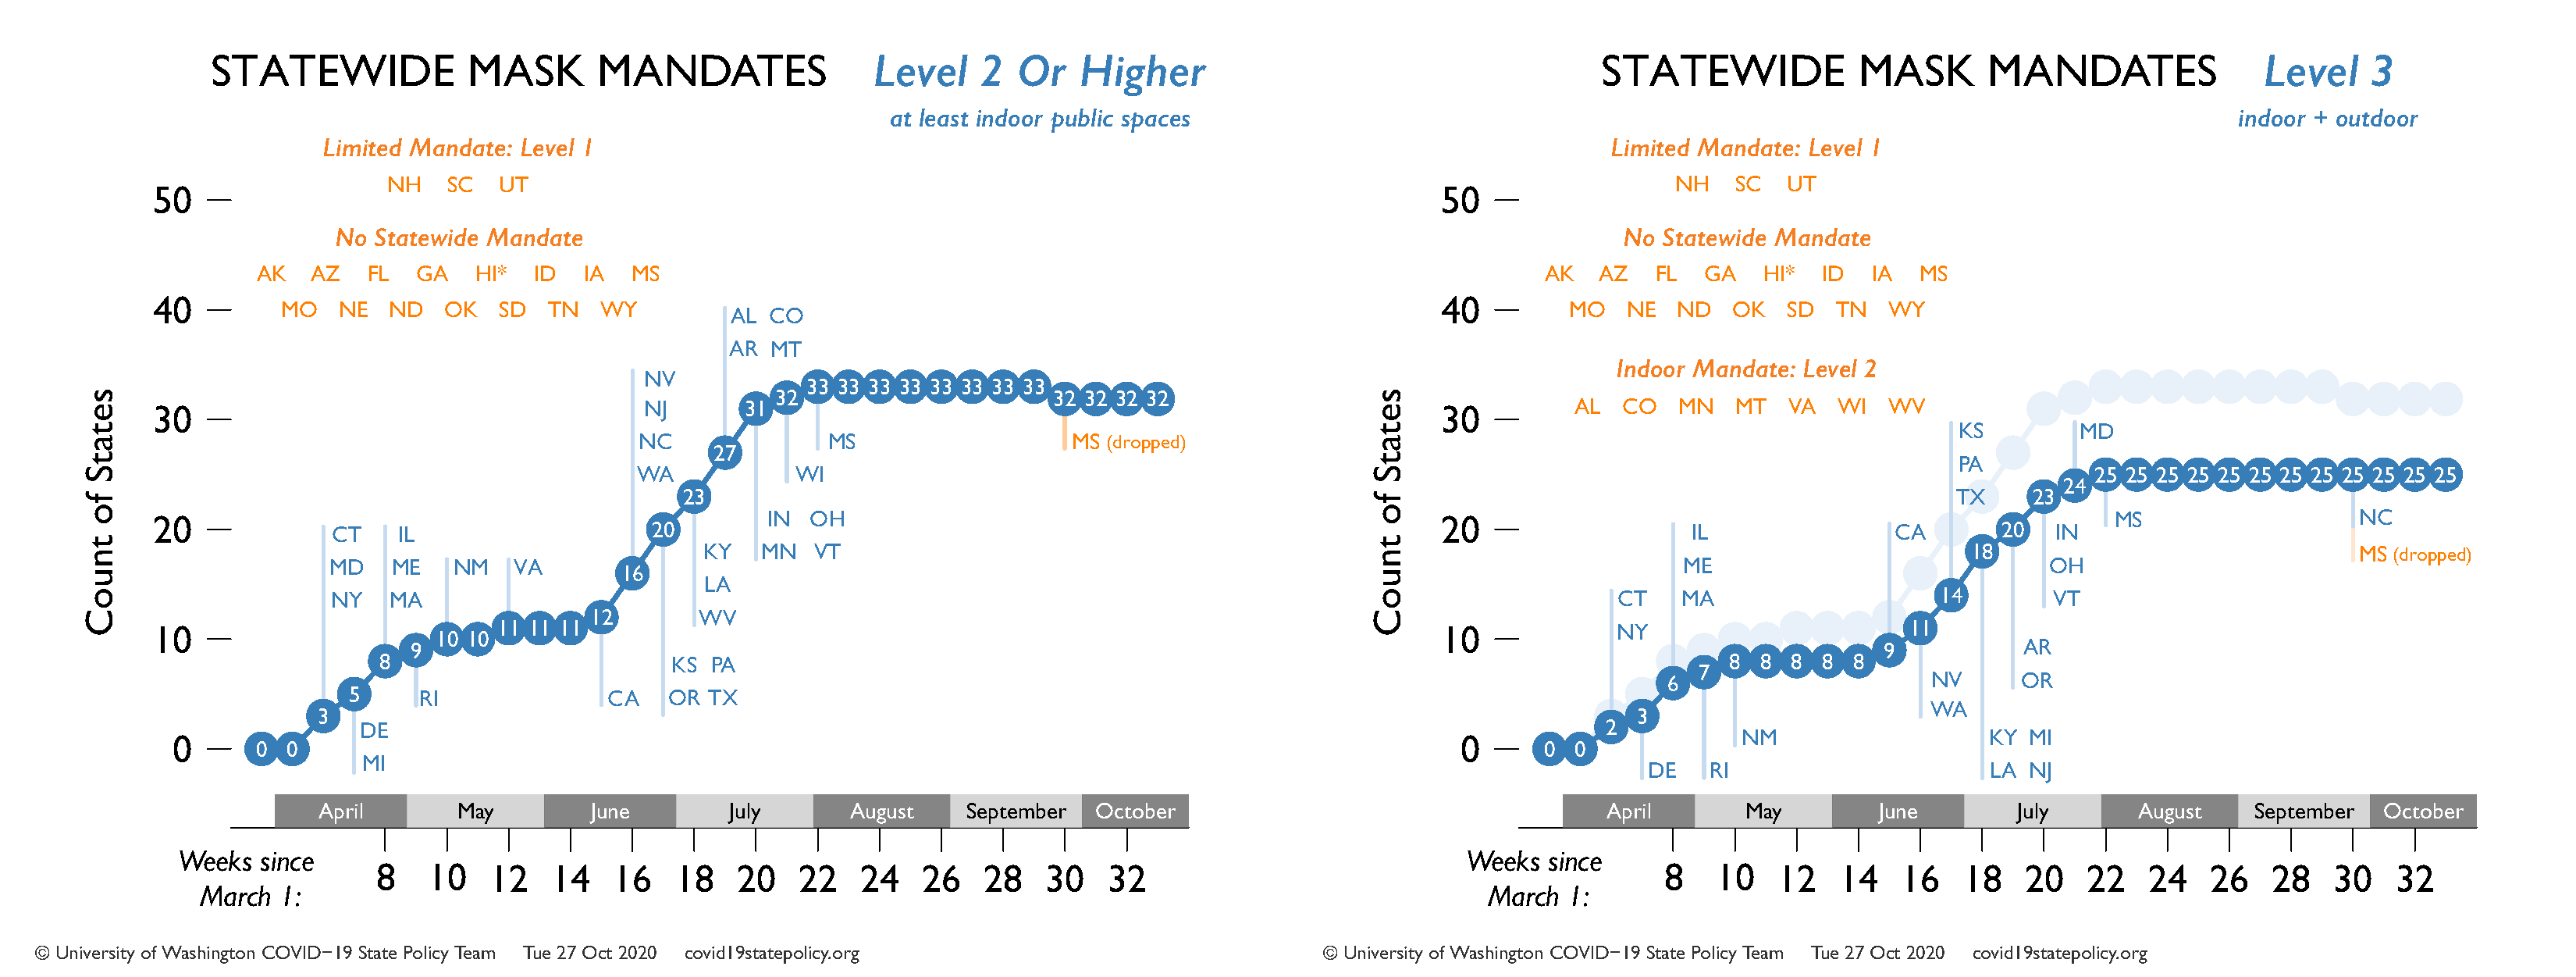 STATEWIDE MASK MANDATES Level 2 Or Higher
at least indoor public spaces
Limited Mandate: Level 1
NH SC UT
No Statewide Mandate
AK AZ FL GA HI* ID IA MS
MO NE ND OK SD TN WY
Count of States
50
40
30
20
10
0
AL CO
AR MT
NV
NJ
NC
WA
CT
MD
NY
IL
ME
MA
NM
VA
0 0 3 5 8 9 10 10 11 11 11 12 16 20 23 27 31 32 33 33 33 33 33 33 33 33 32 32 32 32
MS
MS (dropped)
WI
IN OH
MN VT
KY
LA
WV
KS PA
OR TX
CA
RI
DE
MI
April May June July August September October
Weeks since
March 1:
8 10 12 14 16 18 20 22 24 26 28 30 32
© University of Washington COVID−19 State Policy Team Tue 27 Oct 2020 covid19statepolicy.org
STATEWIDE MASK MANDATES Level 3
indoor + outdoor
Limited Mandate: Level 1
NH SC UT
No Statewide Mandate
AK AZ FL GA HI* ID IA MS
MO NE ND OK SD TN WY
Indoor Mandate: Level 2
AL CO MN MT VA WI WV
Count of States
50
40
30
20
10
0
KS
PA
TX
MD
IL
ME
MA
CA
CT
NY
0 0 2 3 6 7 8 8 8 8 8 9 11 14 18 20 23 24 25 25 25 25 25 25 25 25 25 25 25 25
MS
NC
MS (dropped)
IN
OH
VT
AR
OR
NV
WA
KY MI
LA NJ
NM
DE
RI
April May June July August September October
Weeks since
March 1:
8 10 12 14 16 18 20 22 24 26 28 30 32
© University of Washington COVID−19 State Policy Team Tue 27 Oct 2020 covid19statepolicy.org